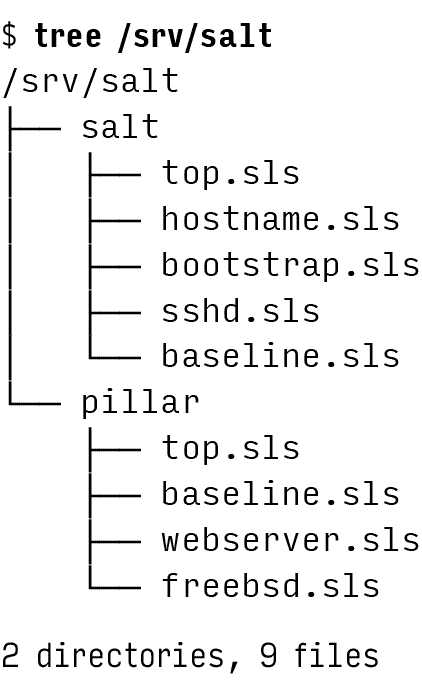 $ tree /srv/salt
/srv/salt
├── salt
│   ├── top.sls
│   ├── hostname.sls
│   ├── bootstrap.sls
│   ├── sshd.sls
│   └── baseline.sls
└── pillar
    ├── top.sls
    ├── baseline.sls
    ├── webserver.sls
    └── freebsd.sls
2 directories, 9 files